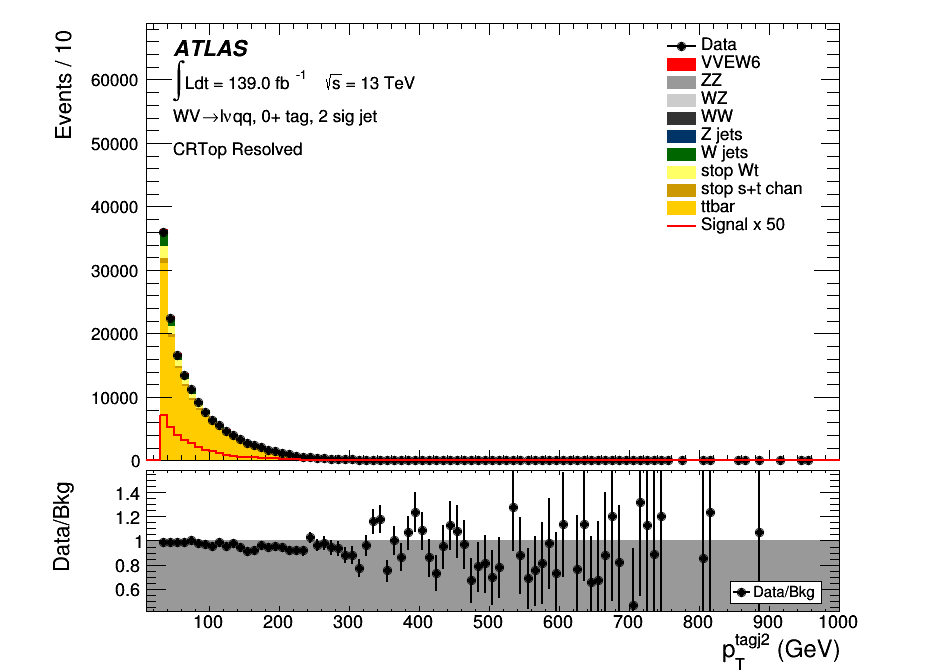 Events / 10
60000
50000
40000
30000
20000
10000
0
ATLAS
∫Ldt = 139.0 fb⁻¹ √s = 13 TeV
WV→lνqq, 0+ tag, 2 sig jet
CRTop Resolved
Data
VVEW6
ZZ
WZ
WW
Z jets
W jets
stop Wt
stop s+t chan
ttbar
Signal x 50
Data/Bkg
1.4
1.2
1
0.8
0.6
Data/Bkg
100 200 300 400 500 600 700 800 900 1000
p_T^tagj2 (GeV)